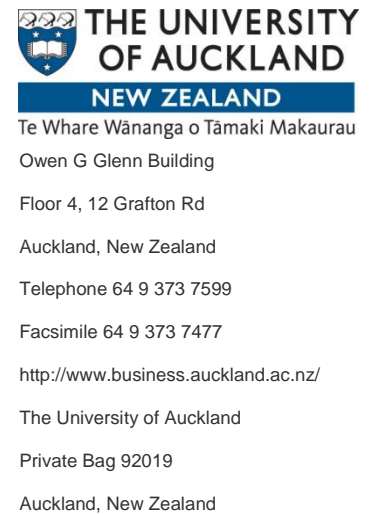 THE UNIVERSITY
OF AUCKLAND
NEW ZEALAND
Te Whare Wānanga o Tāmaki Makaurau
Owen G Glenn Building
Floor 4, 12 Grafton Rd
Auckland, New Zealand
Telephone 64 9 373 7599
Facsimile 64 9 373 7477
http://www.business.auckland.ac.nz/
The University of Auckland
Private Bag 92019
Auckland, New Zealand